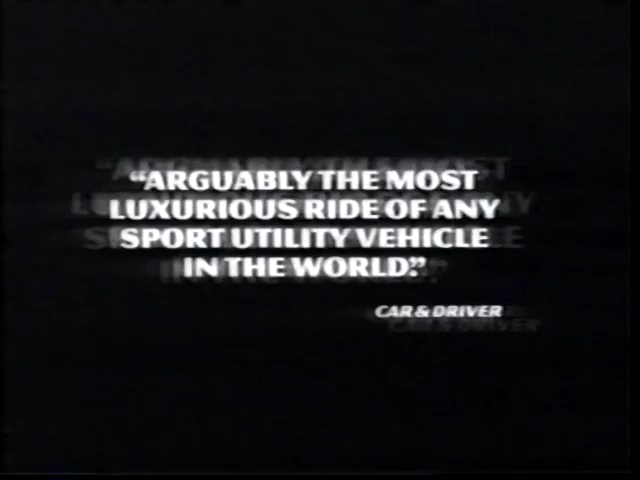 “ARGUABLY THE MOST
LUXURIOUS RIDE OF ANY
SPORT UTILITY VEHICLE
IN THE WORLD.”
CAR & DRIVER